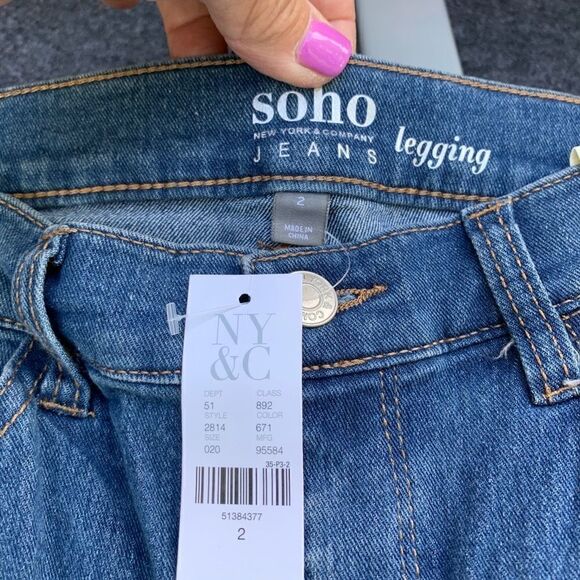 soho
NEW YORK & COMPANY
JEANS
legging
2
MADE IN
CHINA
NY
&C
DEPT CLASS
51 892
STYLE COLOR
2814 671
SIZE MFG
020 95584
35-P3-2
51384377
2